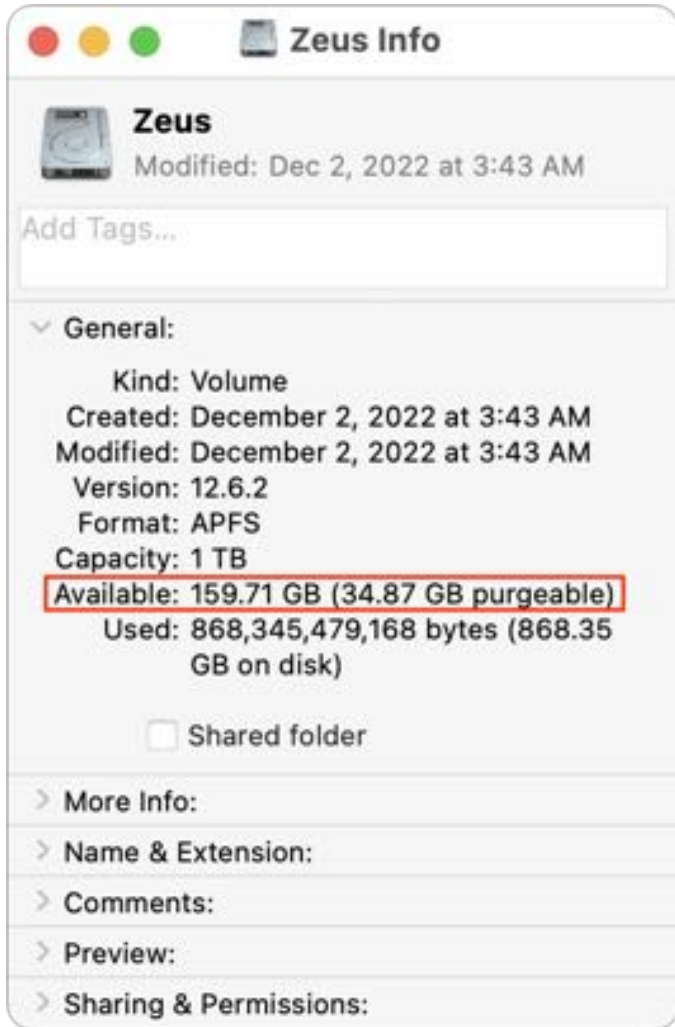 Zeus Info
Zeus
Modified: Dec 2, 2022 at 3:43 AM
Add Tags...
General:
Kind: Volume
Created: December 2, 2022 at 3:43 AM
Modified: December 2, 2022 at 3:43 AM
Version: 12.6.2
Format: APFS
Capacity: 1 TB
Available: 159.71 GB (34.87 GB purgeable)
Used: 868,345,479,168 bytes (868.35
GB on disk)
Shared folder
More Info:
Name & Extension:
Comments:
Preview:
Sharing & Permissions: